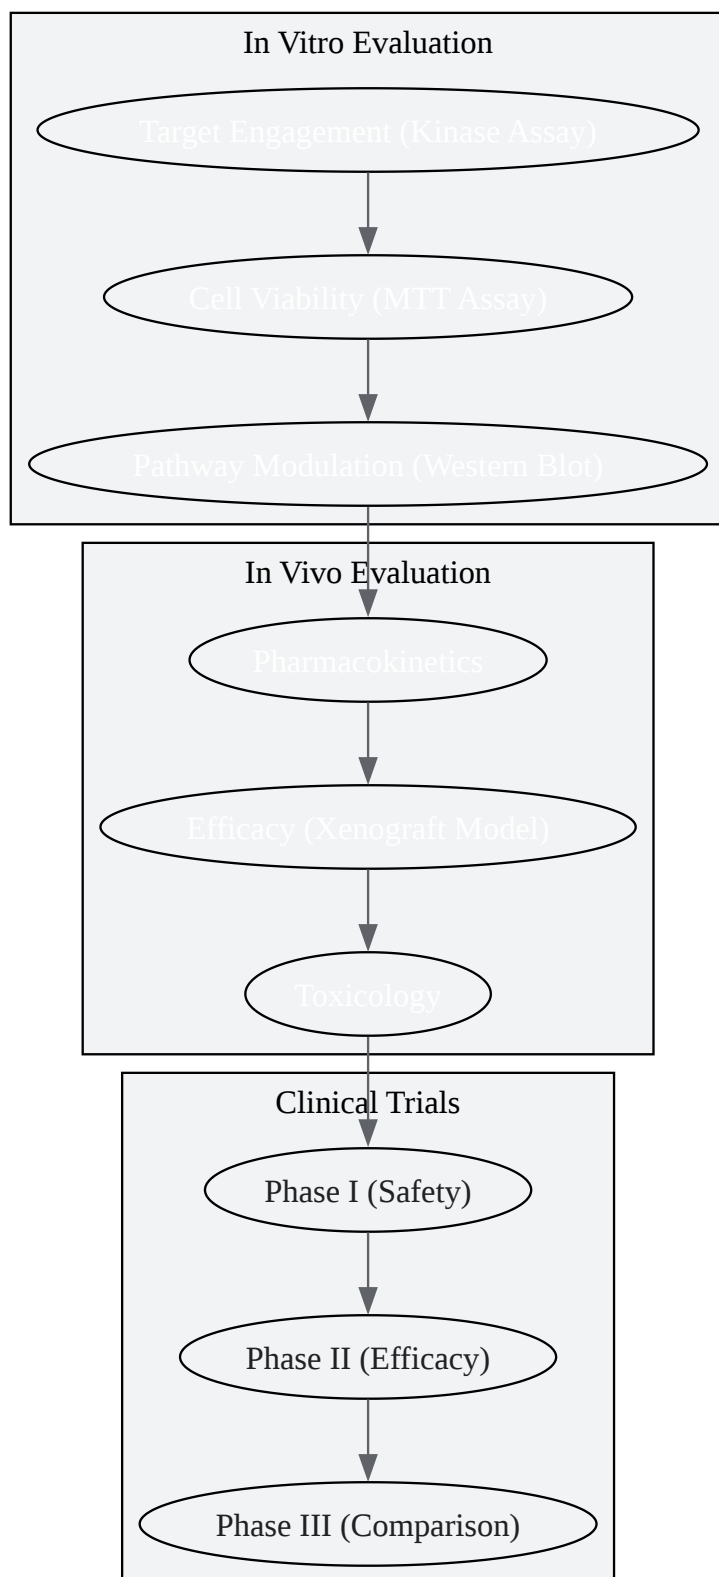 In Vitro Evaluation
Target Engagement (Kinase Assay)
Cell Viability (MTT Assay)
Pathway Modulation (Western Blot)
In Vivo Evaluation
Pharmacokinetics
Efficacy (Xenograft Model)
Toxicology
Clinical Trials
Phase I (Safety)
Phase II (Efficacy)
Phase III (Comparison)